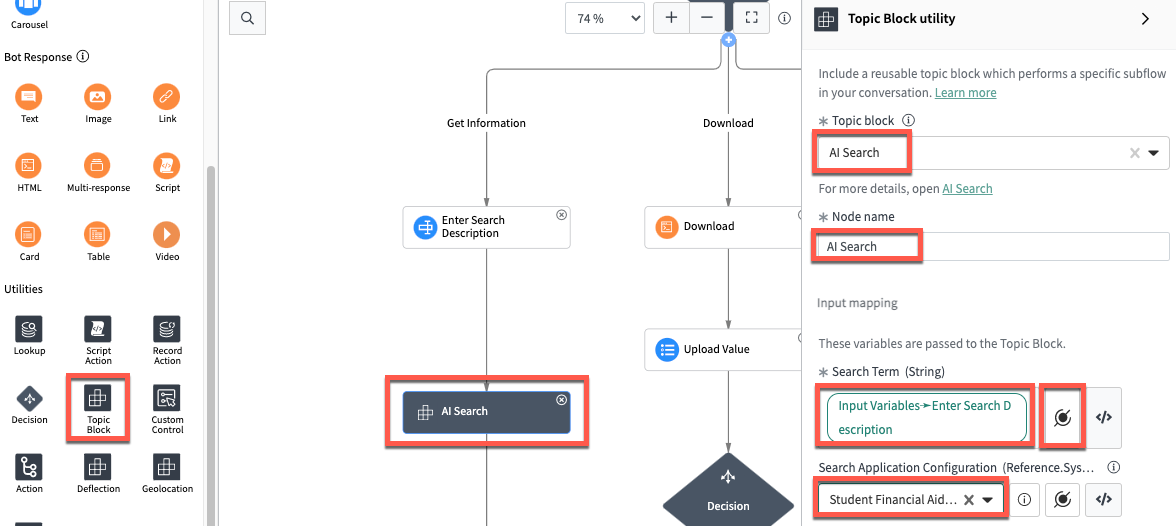 Carousel
Bot Response
Text
Image
Link
HTML
Multi-response
Script
Card
Table
Video
Utilities
Lookup
Script
Action
Record
Action
Decision
Topic
Block
Custom
Control
Action
Deflection
Geolocation
74 %
Get Information
Download
Enter Search
Description
Download
Upload Value
AI Search
Decision
Topic Block utility
Include a reusable topic block which performs a specific subflow
in your conversation. Learn more
Topic block
AI Search
For more details, open AI Search
Node name
AI Search
Input mapping
These variables are passed to the Topic Block.
Search Term (String)
Input Variables➛Enter Search D
escription
Search Application Configuration (Reference.Sys...
Student Financial Aid...